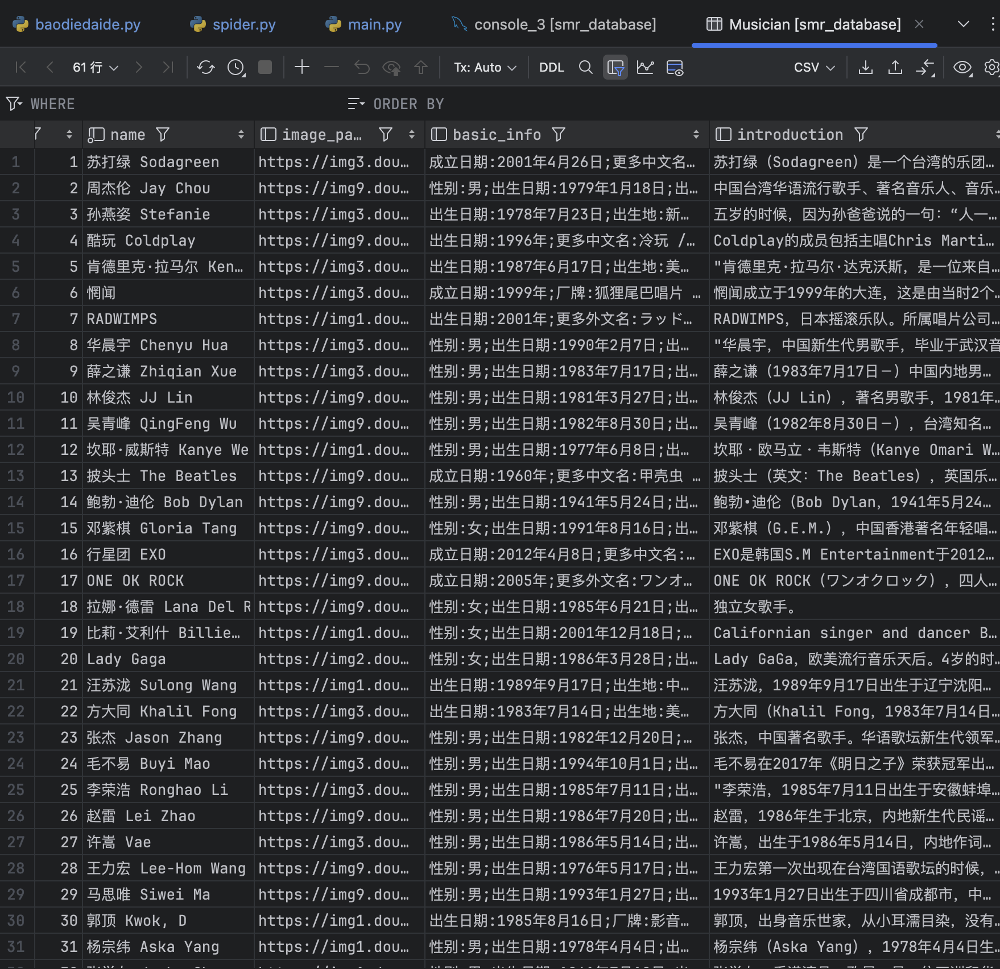 baodiedaide.py spider.py main.py console_3 [smr_database] Musician [smr_database]
61 行 Tx: Auto DDL CSV
WHERE ORDER BY
name image_pa… basic_info introduction
1 1 苏打绿 Sodagreen https://img3.dou… 成立日期:2001年4月26日;更多中文名… 苏打绿（Sodagreen）是一个台湾的乐团…
2 2 周杰伦 Jay Chou https://img9.dou… 性别:男;出生日期:1979年1月18日;出… 中国台湾华语流行歌手、著名音乐人、音乐…
3 3 孙燕姿 Stefanie https://img3.dou… 出生日期:1978年7月23日;出生地:新… 五岁的时候，因为孙爸爸说的一句：“人一…
4 4 酷玩 Coldplay https://img9.dou… 出生日期:1996年;更多中文名:冷玩 /… Coldplay的成员包括主唱Chris Marti…
5 5 肯德里克·拉马尔 Ken… https://img3.dou… 出生日期:1987年6月17日;出生地:美… "肯德里克·拉马尔·达克沃斯，是一位来自…
6 6 惘闻 https://img3.dou… 成立日期:1999年;厂牌:狐狸尾巴唱片 … 惘闻成立于1999年的大连，这是由当时2个…
7 7 RADWIMPS https://img1.dou… 出生日期:2001年;更多外文名:ラッド… RADWIMPS，日本摇滚乐队。所属唱片公司…
8 8 华晨宇 Chenyu Hua https://img3.dou… 性别:男;出生日期:1990年2月7日;出… "华晨宇，中国新生代男歌手，毕业于武汉音
9 9 薛之谦 Zhiqian Xue https://img3.dou… 性别:男;出生日期:1983年7月17日;出… 薛之谦（1983年7月17日－）中国内地男…
10 10 林俊杰 JJ Lin https://img9.dou… 性别:男;出生日期:1981年3月27日;出… 林俊杰（JJ Lin），著名男歌手，1981年…
11 11 吴青峰 QingFeng Wu https://img9.dou… 性别:男;出生日期:1982年8月30日;出… 吴青峰（1982年8月30日－），台湾知名…
12 12 坎耶·威斯特 Kanye We https://img1.dou… 性别:男;出生日期:1977年6月8日;出… 坎耶·欧马立·韦斯特（Kanye Omari W…
13 13 披头士 The Beatles https://img9.dou… 成立日期:1960年;更多中文名:甲壳虫 … 披头士（英文：The Beatles），英国乐…
14 14 鲍勃·迪伦 Bob Dylan https://img9.dou… 性别:男;出生日期:1941年5月24日;出… 鲍勃•迪伦（Bob Dylan，1941年5月24…
15 15 邓紫棋 Gloria Tang https://img9.dou… 性别:女;出生日期:1991年8月16日;出… 邓紫棋（G.E.M.），中国香港著名年轻唱…
16 16 行星团 EXO https://img3.dou… 成立日期:2012年4月8日;更多中文名:… EXO是韩国S.M Entertainment于2012…
17 17 ONE OK ROCK https://img9.dou… 成立日期:2005年;更多外文名:ワンオ… ONE OK ROCK（ワンオクロック），四人…
18 18 拉娜·德雷 Lana Del R https://img9.dou… 性别:女;出生日期:1985年6月21日;出… 独立女歌手。
19 19 比莉·艾利什 Billie… https://img1.dou… 性别:女;出生日期:2001年12月18日;… Californian singer and dancer B…
20 20 Lady Gaga https://img2.dou… 性别:女;出生日期:1986年3月28日;出… Lady GaGa，欧美流行音乐天后。4岁的时…
21 21 汪苏泷 Sulong Wang https://img1.dou… 出生日期:1989年9月17日;出生地:中… 汪苏泷，1989年9月17日出生于辽宁沈阳…
22 22 方大同 Khalil Fong https://img3.dou… 出生日期:1983年7月14日;出生地:美… 方大同（Khalil Fong，1983年7月14日…
23 23 张杰 Jason Zhang https://img9.dou… 性别:男;出生日期:1982年12月20日;… 张杰，中国著名歌手。华语歌坛新生代领军…
24 24 毛不易 Buyi Mao https://img3.dou… 性别:男;出生日期:1994年10月1日;出… 毛不易在2017年《明日之子》荣获冠军出…
25 25 李荣浩 Ronghao Li https://img3.dou… 性别:男;出生日期:1985年7月11日;出… "李荣浩，1985年7月11日出生于安徽蚌埠…
26 26 赵雷 Lei Zhao https://img9.dou… 性别:男;出生日期:1986年7月20日;出… 赵雷，1986年生于北京，内地新生代民谣…
27 27 许嵩 Vae https://img3.dou… 性别:男;出生日期:1986年5月14日;出… 许嵩，出生于1986年5月14日，内地作词…
28 28 王力宏 Lee-Hom Wang https://img9.dou… 性别:男;出生日期:1976年5月17日;出… 王力宏第一次出现在台湾国语歌坛的时候，…
29 29 马思唯 Siwei Ma https://img9.dou… 性别:男;出生日期:1993年1月27日;出… 1993年1月27日出生于四川省成都市，中…
30 30 郭顶 Kwok, D https://img1.dou… 出生日期:1985年8月16日;厂牌:影音… 郭顶，出身音乐世家，从小耳濡目染，没有…
31 31 杨宗纬 Aska Yang https://img1.dou… 性别:男;出生日期:1978年4月4日;出… 杨宗纬（Aska Yang），1978年4月4日生…